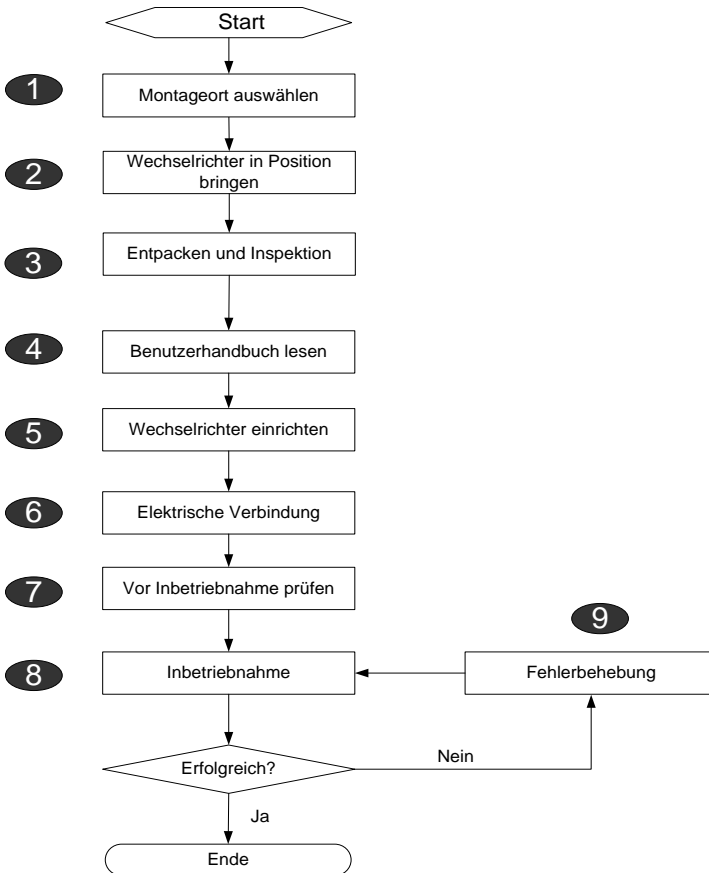 Start
1
Montageort auswählen
2
Wechselrichter in Position
bringen
3
Entpacken und Inspektion
4
Benutzerhandbuch lesen
5
Wechselrichter einrichten
6
Elektrische Verbindung
7
Vor Inbetriebnahme prüfen
8
Inbetriebnahme
9
Fehlerbehebung
Erfolgreich?
Nein
Ja
Ende